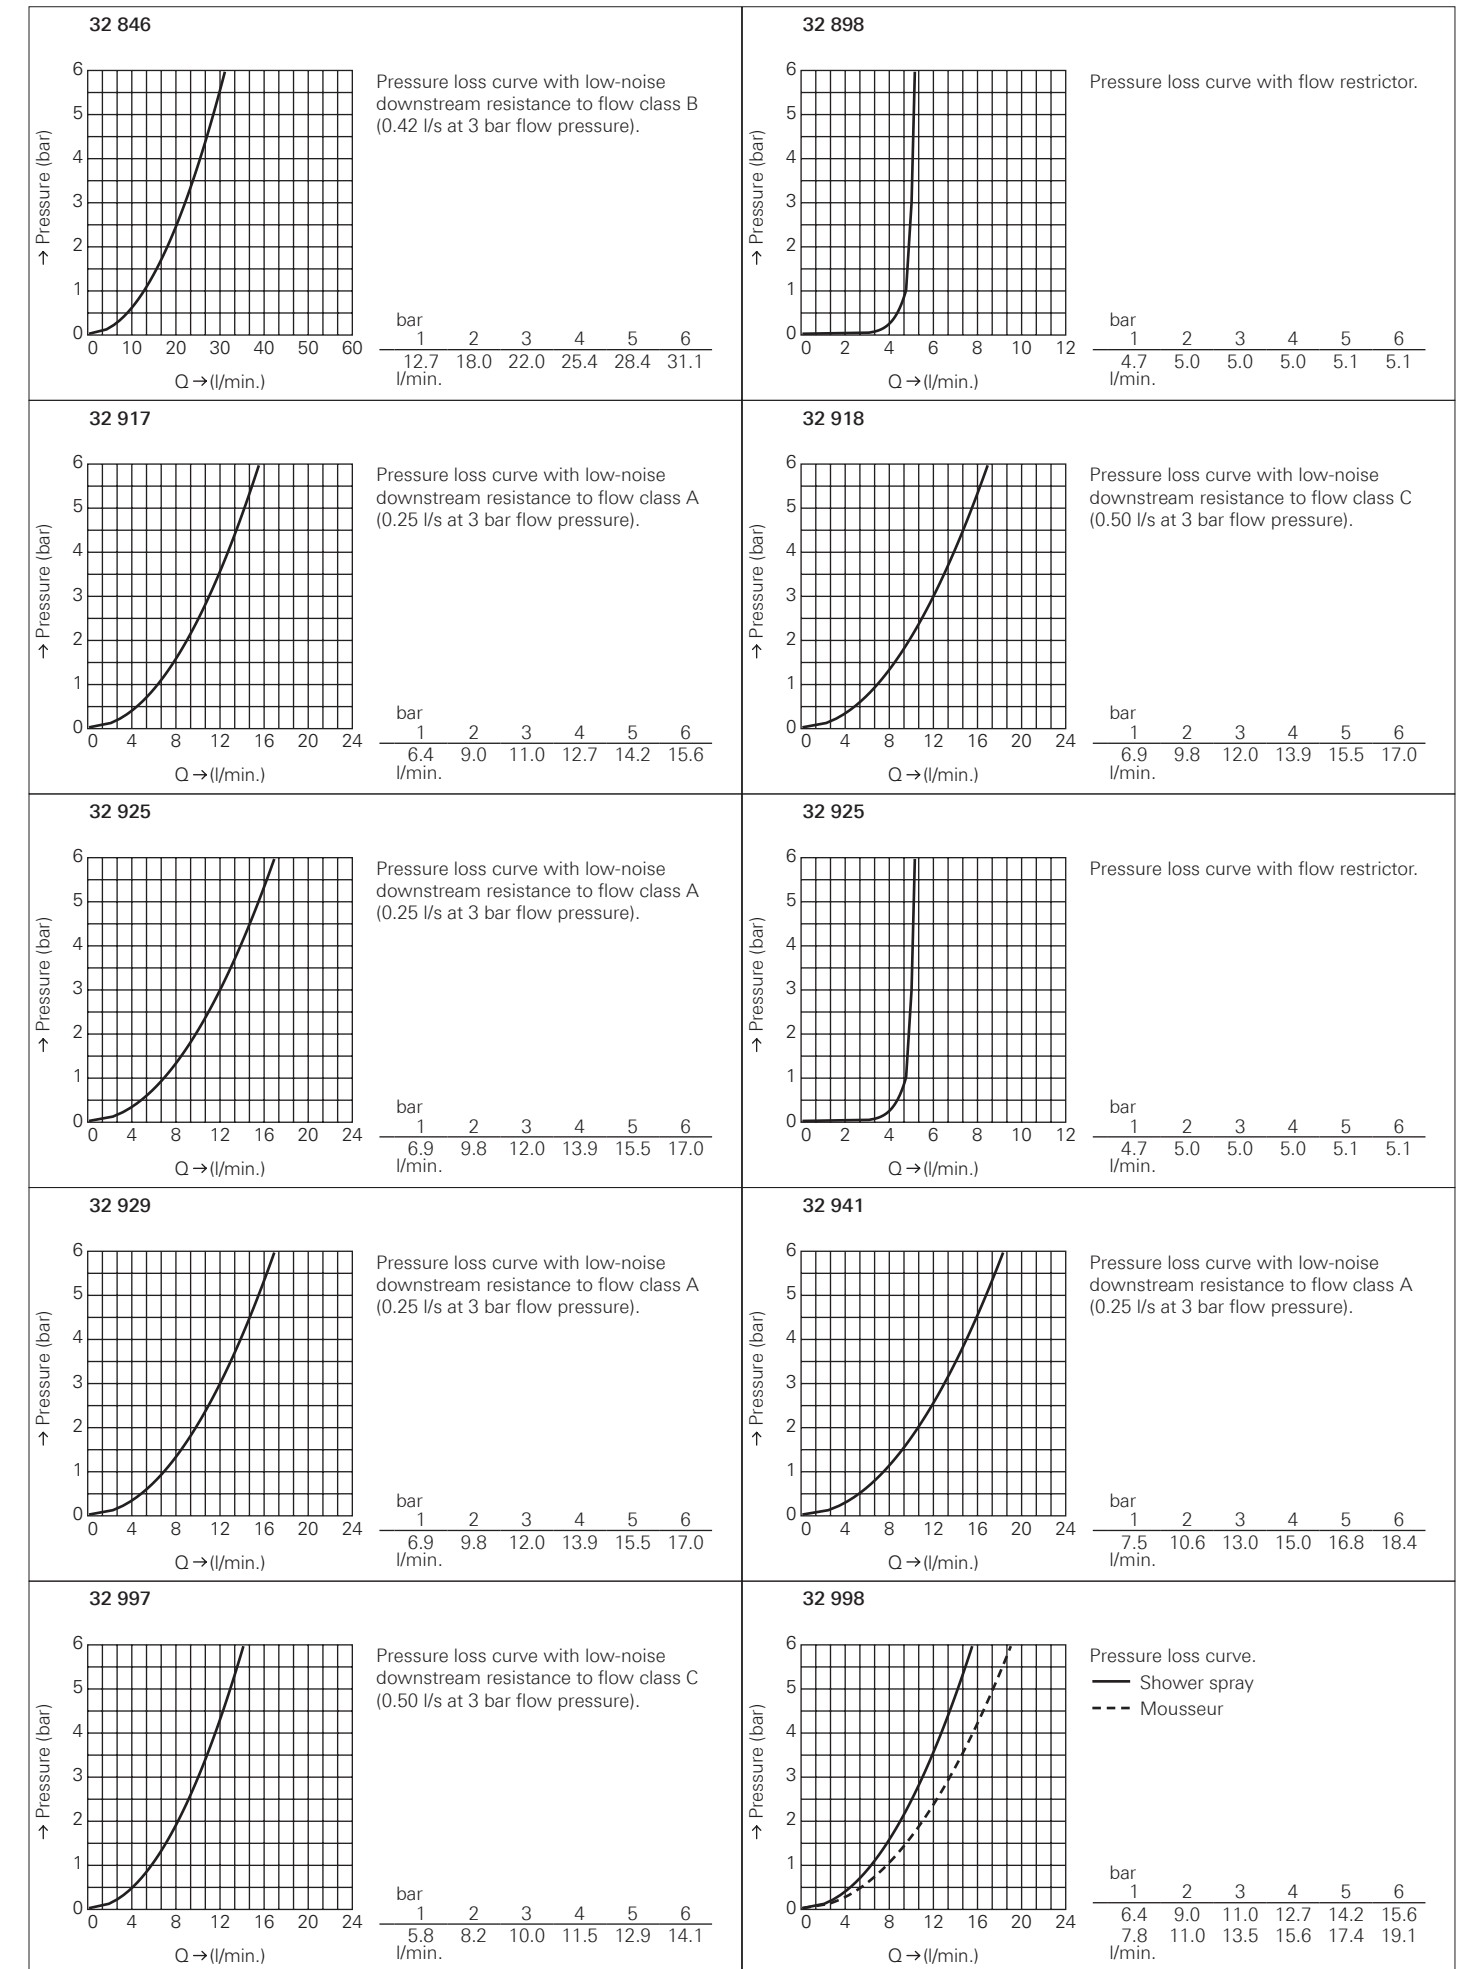 32 846
6
5
4
3
2
1
0
→ Pressure (bar)
0 10 20 30 40 50 60
Q → (l/min.)
Pressure loss curve with low-noise
downstream resistance to flow class B
(0.42 l/s at 3 bar flow pressure).
bar
1 2 3 4 5 6
12.7 18.0 22.0 25.4 28.4 31.1
l/min.
32 898
6
5
4
3
2
1
0
→ Pressure (bar)
0 2 4 6 8 10 12
Q → (l/min.)
Pressure loss curve with flow restrictor.
bar
1 2 3 4 5 6
4.7 5.0 5.0 5.0 5.1 5.1
l/min.
32 917
6
5
4
3
2
1
0
→ Pressure (bar)
0 4 8 12 16 20 24
Q → (l/min.)
Pressure loss curve with low-noise
downstream resistance to flow class A
(0.25 l/s at 3 bar flow pressure).
bar
1 2 3 4 5 6
6.4 9.0 11.0 12.7 14.2 15.6
l/min.
32 918
6
5
4
3
2
1
0
→ Pressure (bar)
0 4 8 12 16 20 24
Q → (l/min.)
Pressure loss curve with low-noise
downstream resistance to flow class C
(0.50 l/s at 3 bar flow pressure).
bar
1 2 3 4 5 6
6.9 9.8 12.0 13.9 15.5 17.0
l/min.
32 925
6
5
4
3
2
1
0
→ Pressure (bar)
0 4 8 12 16 20 24
Q → (l/min.)
Pressure loss curve with low-noise
downstream resistance to flow class A
(0.25 l/s at 3 bar flow pressure).
bar
1 2 3 4 5 6
6.9 9.8 12.0 13.9 15.5 17.0
l/min.
32 925
6
5
4
3
2
1
0
→ Pressure (bar)
0 2 4 6 8 10 12
Q → (l/min.)
Pressure loss curve with flow restrictor.
bar
1 2 3 4 5 6
4.7 5.0 5.0 5.0 5.1 5.1
l/min.
32 929
6
5
4
3
2
1
0
→ Pressure (bar)
0 4 8 12 16 20 24
Q → (l/min.)
Pressure loss curve with low-noise
downstream resistance to flow class A
(0.25 l/s at 3 bar flow pressure).
bar
1 2 3 4 5 6
6.9 9.8 12.0 13.9 15.5 17.0
l/min.
32 941
6
5
4
3
2
1
0
→ Pressure (bar)
0 4 8 12 16 20 24
Q → (l/min.)
Pressure loss curve with low-noise
downstream resistance to flow class A
(0.25 l/s at 3 bar flow pressure).
bar
1 2 3 4 5 6
7.5 10.6 13.0 15.0 16.8 18.4
l/min.
32 997
6
5
4
3
2
1
0
→ Pressure (bar)
0 4 8 12 16 20 24
Q → (l/min.)
Pressure loss curve with low-noise
downstream resistance to flow class C
(0.50 l/s at 3 bar flow pressure).
bar
1 2 3 4 5 6
5.8 8.2 10.0 11.5 12.9 14.1
l/min.
32 998
6
5
4
3
2
1
0
→ Pressure (bar)
0 4 8 12 16 20 24
Q → (l/min.)
Pressure loss curve.
Shower spray
Mousseur
bar
1 2 3 4 5 6
6.4 9.0 11.0 12.7 14.2 15.6
7.8 11.0 13.5 15.6 17.4 19.1
l/min.